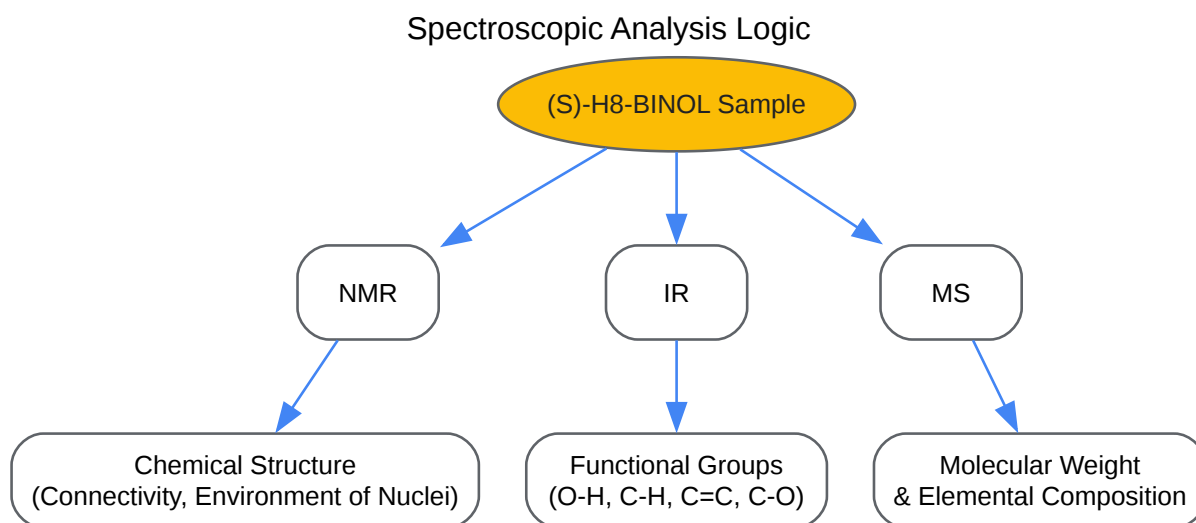 Spectroscopic Analysis Logic
(S)-H8-BINOL Sample
NMR
IR
MS
Chemical Structure
(Connectivity, Environment of Nuclei)
Functional Groups
(O-H, C-H, C=C, C-O)
Molecular Weight
& Elemental Composition